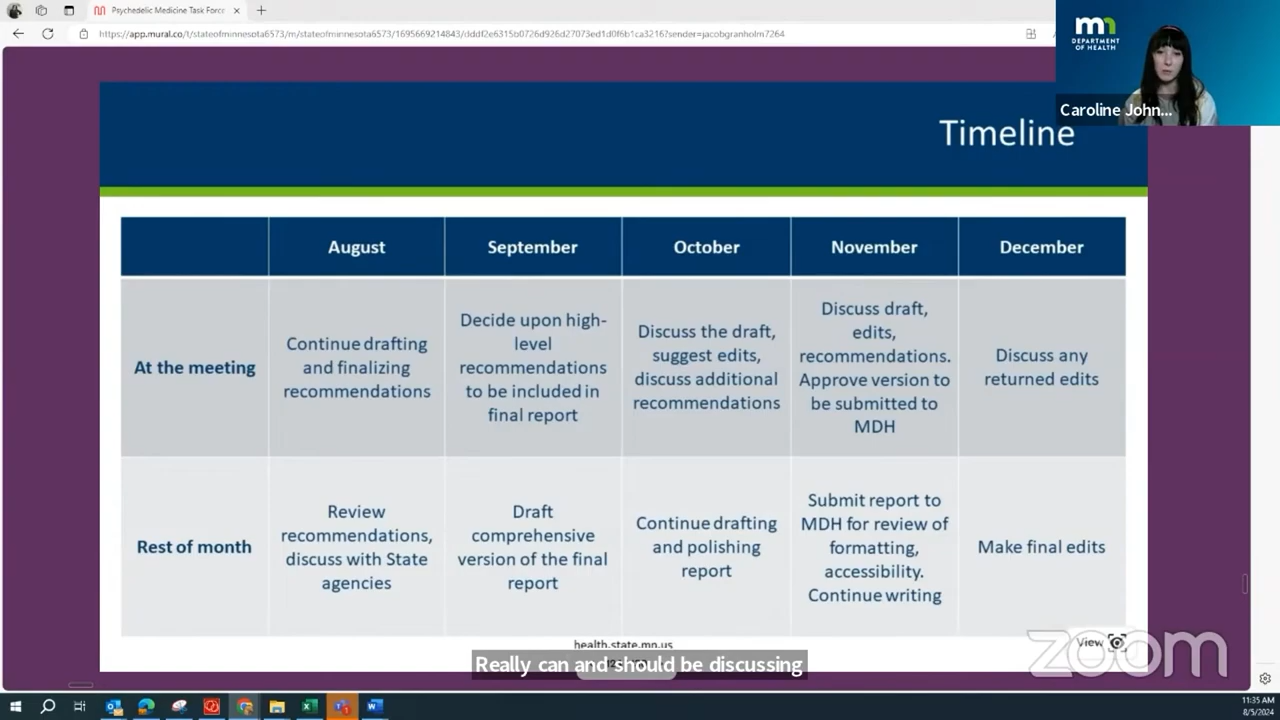 Psychedelic Medicine Task Force
https://app.mural.co/t/stateofminnesota6573/m/stateofminnesota6573/1695669214843/dddf2e6315b0726d926d27073ed1d0f6b1ca3216?sender=jacobgranholm7264
mn
DEPARTMENT
OF HEALTH
Caroline John...
Timeline
August
September
October
November
December
At the meeting
Continue drafting
and finalizing
recommendations
Decide upon high-
level
recommendations
to be included in
final report
Discuss the draft,
suggest edits,
discuss additional
recommendations
Discuss draft,
edits,
recommendations.
Approve version to
be submitted to
MDH
Discuss any
returned edits
Rest of month
Review
recommendations,
discuss with State
agencies
Draft
comprehensive
version of the final
report
Continue drafting
and polishing
report
Submit report to
MDH for review of
formatting,
accessibility.
Continue writing
Make final edits
health.state.mn.us
View
Really can and should be discussing
zoom
11:35 AM
8/5/2024